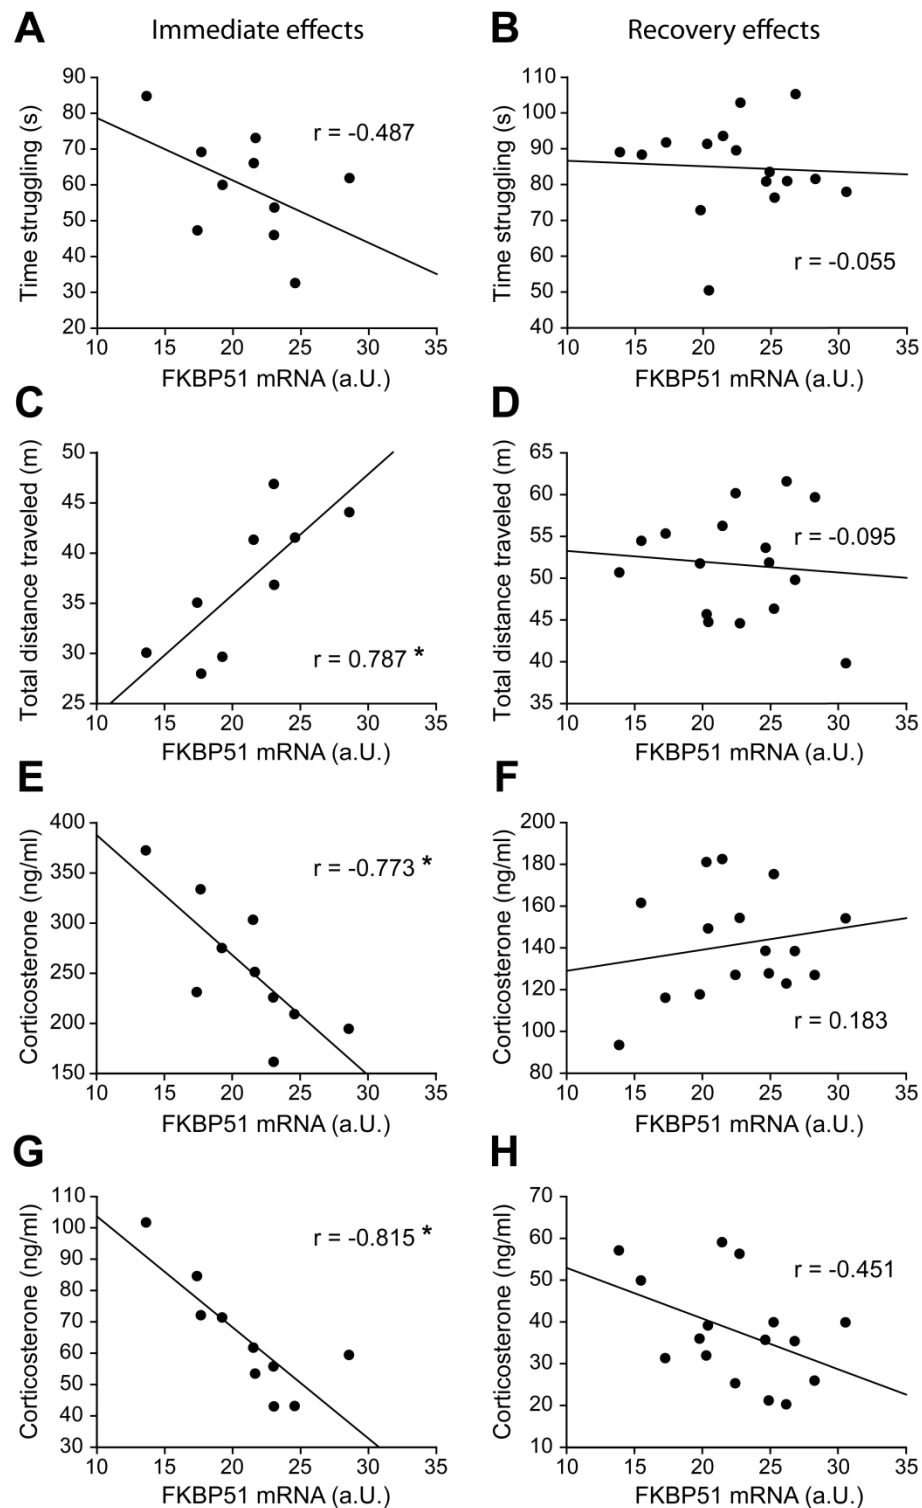 A Immediate effects
B Recovery effects
Time struggling (s)
90
80
70
60
50
40
30
20
r = -0.487
10 15 20 25 30 35
FKBP51 mRNA (a.U.)
Time struggling (s)
110
100
90
80
70
60
50
40
r = -0.055
10 15 20 25 30 35
FKBP51 mRNA (a.U.)
C
Total distance traveled (m)
50
45
40
35
30
25
r = 0.787 *
10 15 20 25 30 35
FKBP51 mRNA (a.U.)
D
Total distance traveled (m)
65
60
55
50
45
40
35
r = -0.095
10 15 20 25 30 35
FKBP51 mRNA (a.U.)
E
Corticosterone (ng/ml)
400
350
300
250
200
150
r = -0.773 *
10 15 20 25 30 35
FKBP51 mRNA (a.U.)
F
Corticosterone (ng/ml)
200
180
160
140
120
100
80
r = 0.183
10 15 20 25 30 35
FKBP51 mRNA (a.U.)
G
Corticosterone (ng/ml)
110
100
90
80
70
60
50
40
30
r = -0.815 *
10 15 20 25 30 35
FKBP51 mRNA (a.U.)
H
Corticosterone (ng/ml)
70
60
50
40
30
20
10
r = -0.451
10 15 20 25 30 35
FKBP51 mRNA (a.U.)